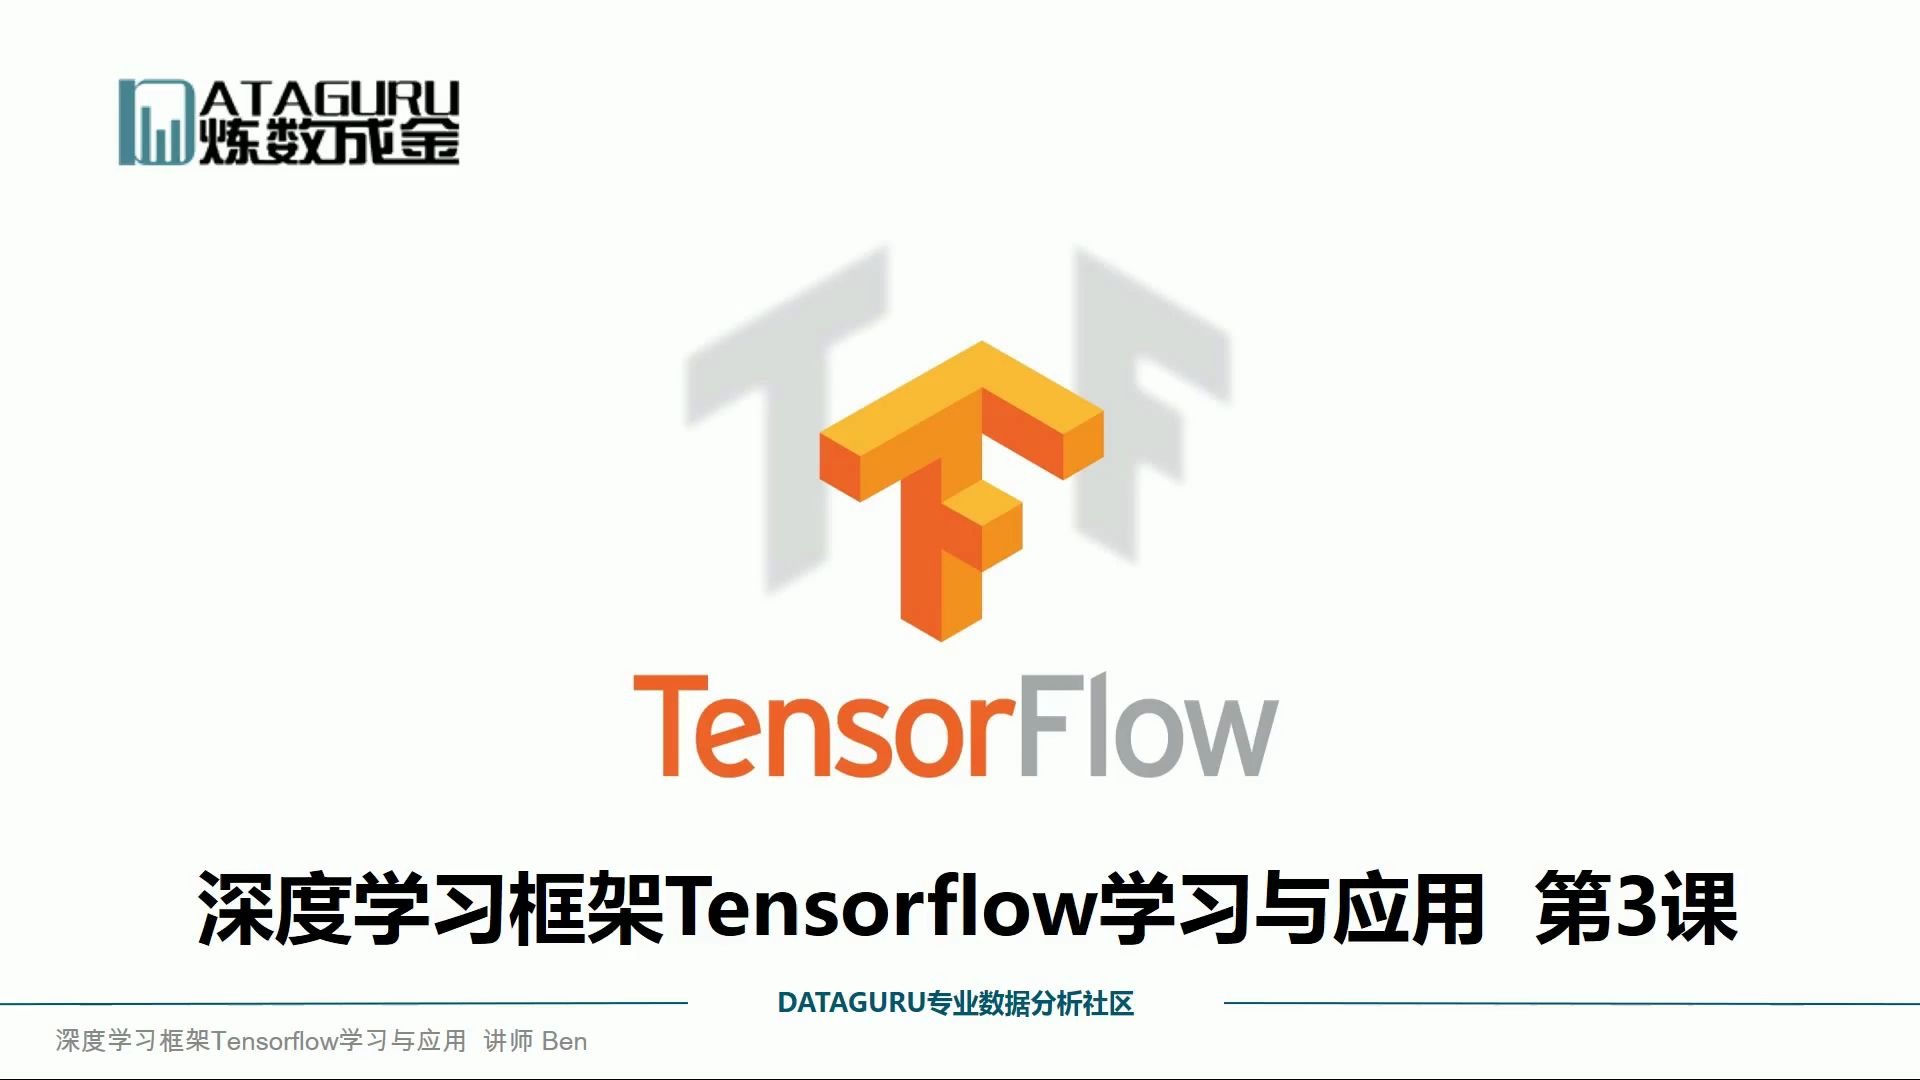 DATAGURU
炼数成金
TensorFlow
深度学习框架Tensorflow学习与应用 第3课
DATAGURU专业数据分析社区
深度学习框架Tensorflow学习与应用 讲师 Ben